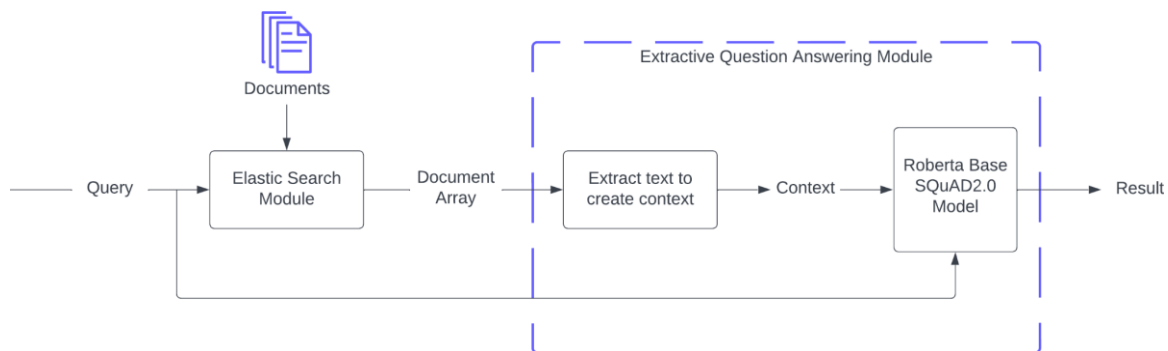 Documents
Extractive Question Answering Module
Query
Elastic Search
Module
Document
Array
Extract text to
create context
Context
Roberta Base
SQuAD2.0
Model
Result